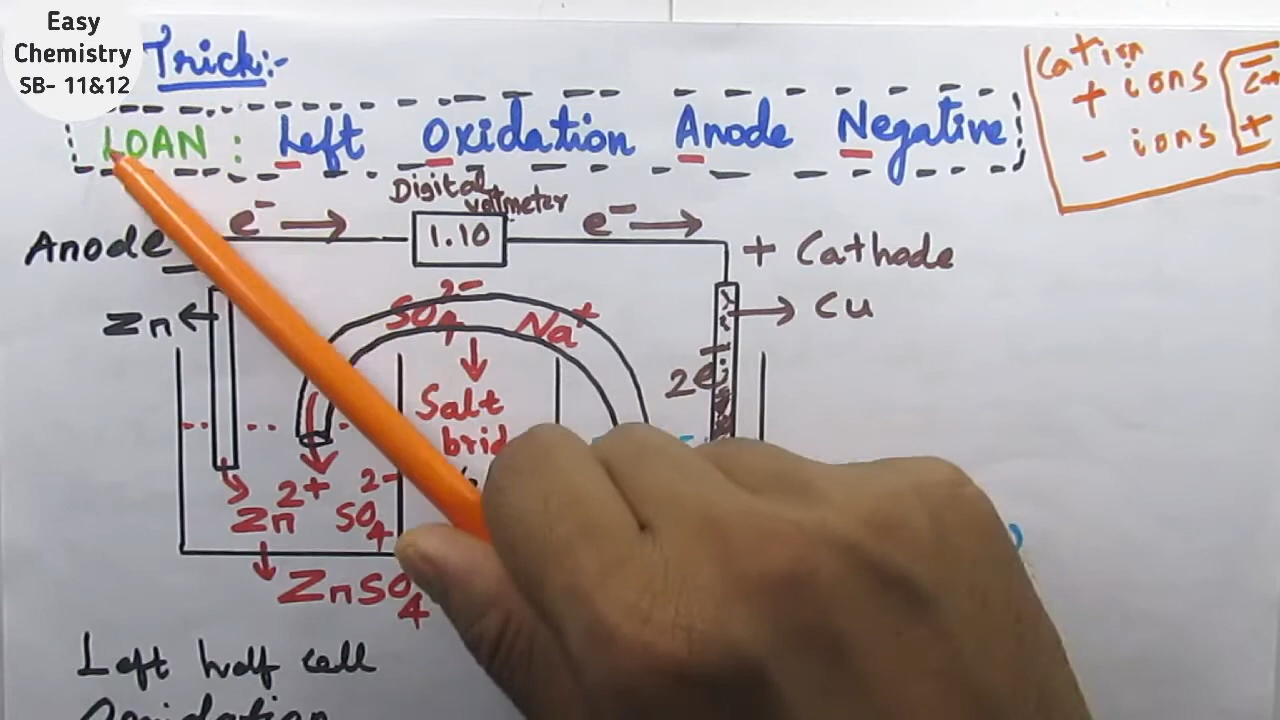 Easy
Chemistry
SB- 11&12
Trick:-
LOAN : Left Oxidation Anode Negative
Cation
+ ions
- ions
+
Digital
voltmeter
e⁻ → 1.10 e⁻ →
Anode -
+ Cathode
Zn
Cu
SO₄²⁻ Na⁺
2e⁻
Salt
Zn²⁺ SO₄²⁻
ZnSO₄
Left half cell
Oxidation